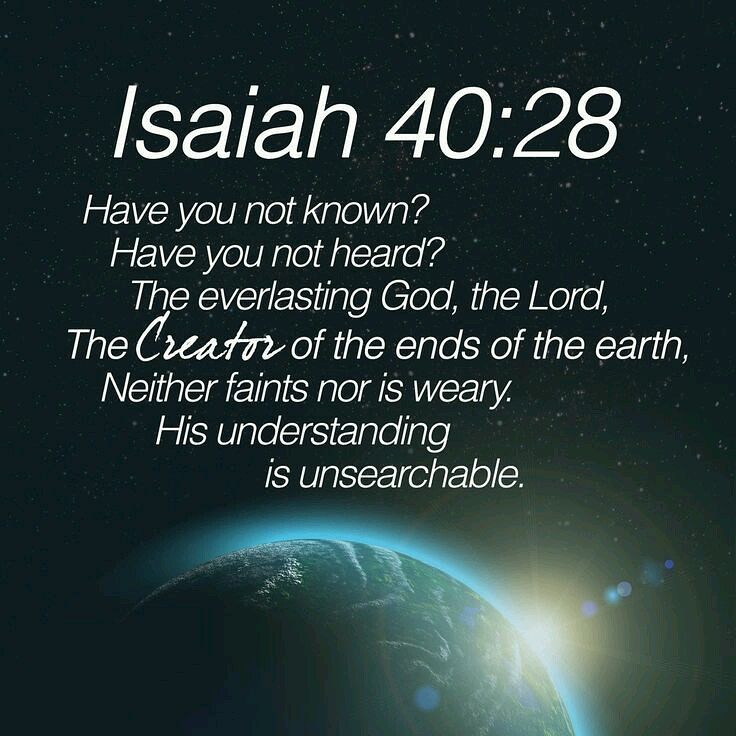 Isaiah 40:28
Have you not known?
Have you not heard?
The everlasting God, the Lord,
The Creator of the ends of the earth,
Neither faints nor is weary.
His understanding
is unsearchable.